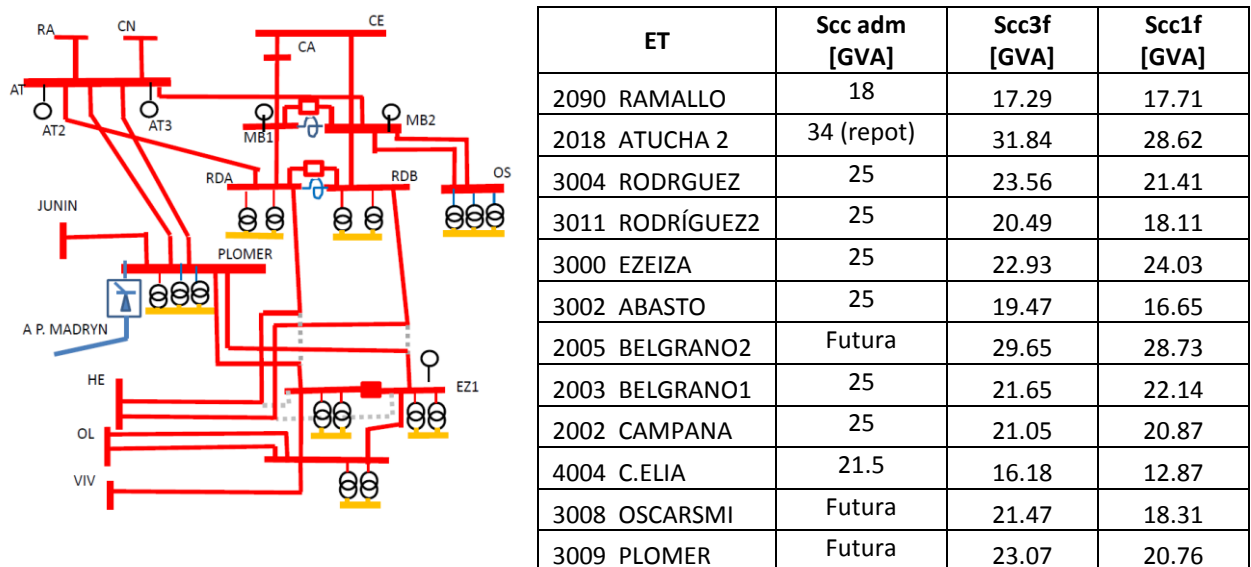 RA
CN
CE
CA
AT
AT2
AT3
MB1
MB2
RDA
RDB
OS
JUNIN
PLOMER
A P. MADRYN
HE
EZ1
OL
VIV
ET Scc adm [GVA] Scc3f [GVA] Scc1f [GVA]
2090 RAMALLO 18 17.29 17.71
2018 ATUCHA 2 34 (repot) 31.84 28.62
3004 RODRGUEZ 25 23.56 21.41
3011 RODRÍGUEZ2 25 20.49 18.11
3000 EZEIZA 25 22.93 24.03
3002 ABASTO 25 19.47 16.65
2005 BELGRANO2 Futura 29.65 28.73
2003 BELGRANO1 25 21.65 22.14
2002 CAMPANA 25 21.05 20.87
4004 C.ELIA 21.5 16.18 12.87
3008 OSCARSMI Futura 21.47 18.31
3009 PLOMER Futura 23.07 20.76